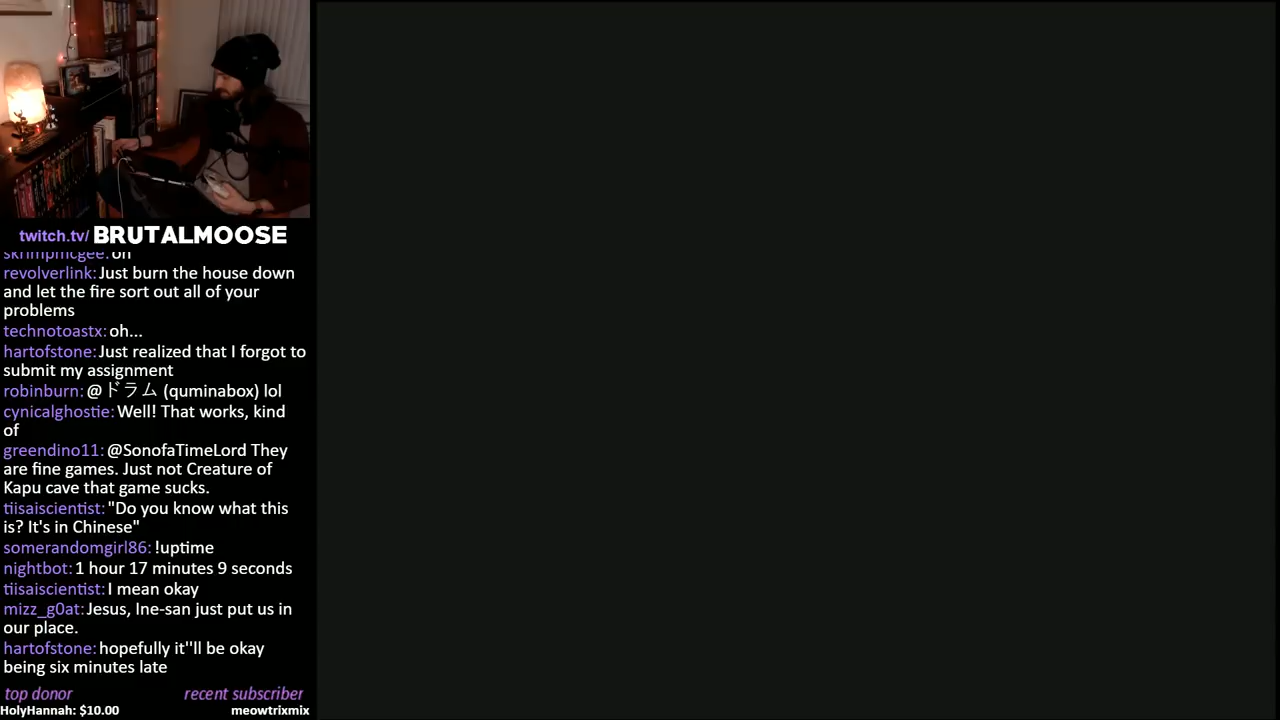 twitch.tv/ BRUTALMOOSE
skrimpmcgee: oh
revolverlink: Just burn the house down
and let the fire sort out all of your
problems
technotoastx: oh...
hartofstone: Just realized that I forgot to
submit my assignment
robinburn: @ドラム (quminabox) lol
cynicalghostie: Well! That works, kind
of
greendino11: @SonofaTimeLord They
are fine games. Just not Creature of
Kapu cave that game sucks.
tiisaiscientist: "Do you know what this
is? It's in Chinese"
somerandomgirl86: !uptime
nightbot: 1 hour 17 minutes 9 seconds
tiisaiscientist: I mean okay
mizz_g0at: Jesus, Ine-san just put us in
our place.
hartofstone: hopefully it''ll be okay
being six minutes late
top donor recent subscriber
HolyHannah: $10.00 meowtrixmix